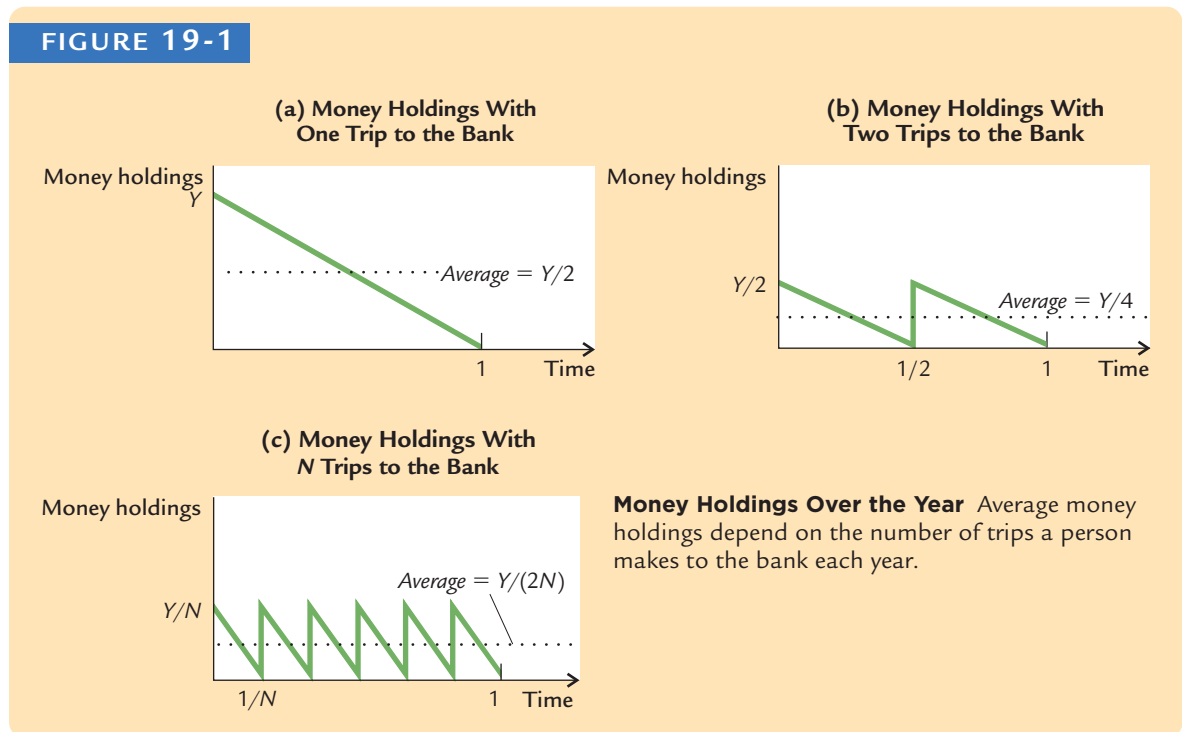 FIGURE 19-1
(a) Money Holdings With
One Trip to the Bank
Money holdings
Y
Average = Y/2
1
Time
(b) Money Holdings With
Two Trips to the Bank
Money holdings
Y/2
Average = Y/4
1/2
1
Time
(c) Money Holdings With
N Trips to the Bank
Money holdings
Average = Y/(2N)
Y/N
1/N
1
Time
Money Holdings Over the Year Average money
holdings depend on the number of trips a person
makes to the bank each year.